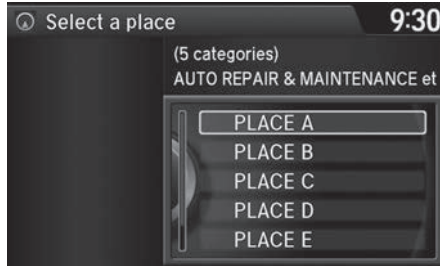 Select a place
9:30
(5 categories)
AUTO REPAIR & MAINTENANCE et
PLACE A
PLACE B
PLACE C
PLACE D
PLACE E